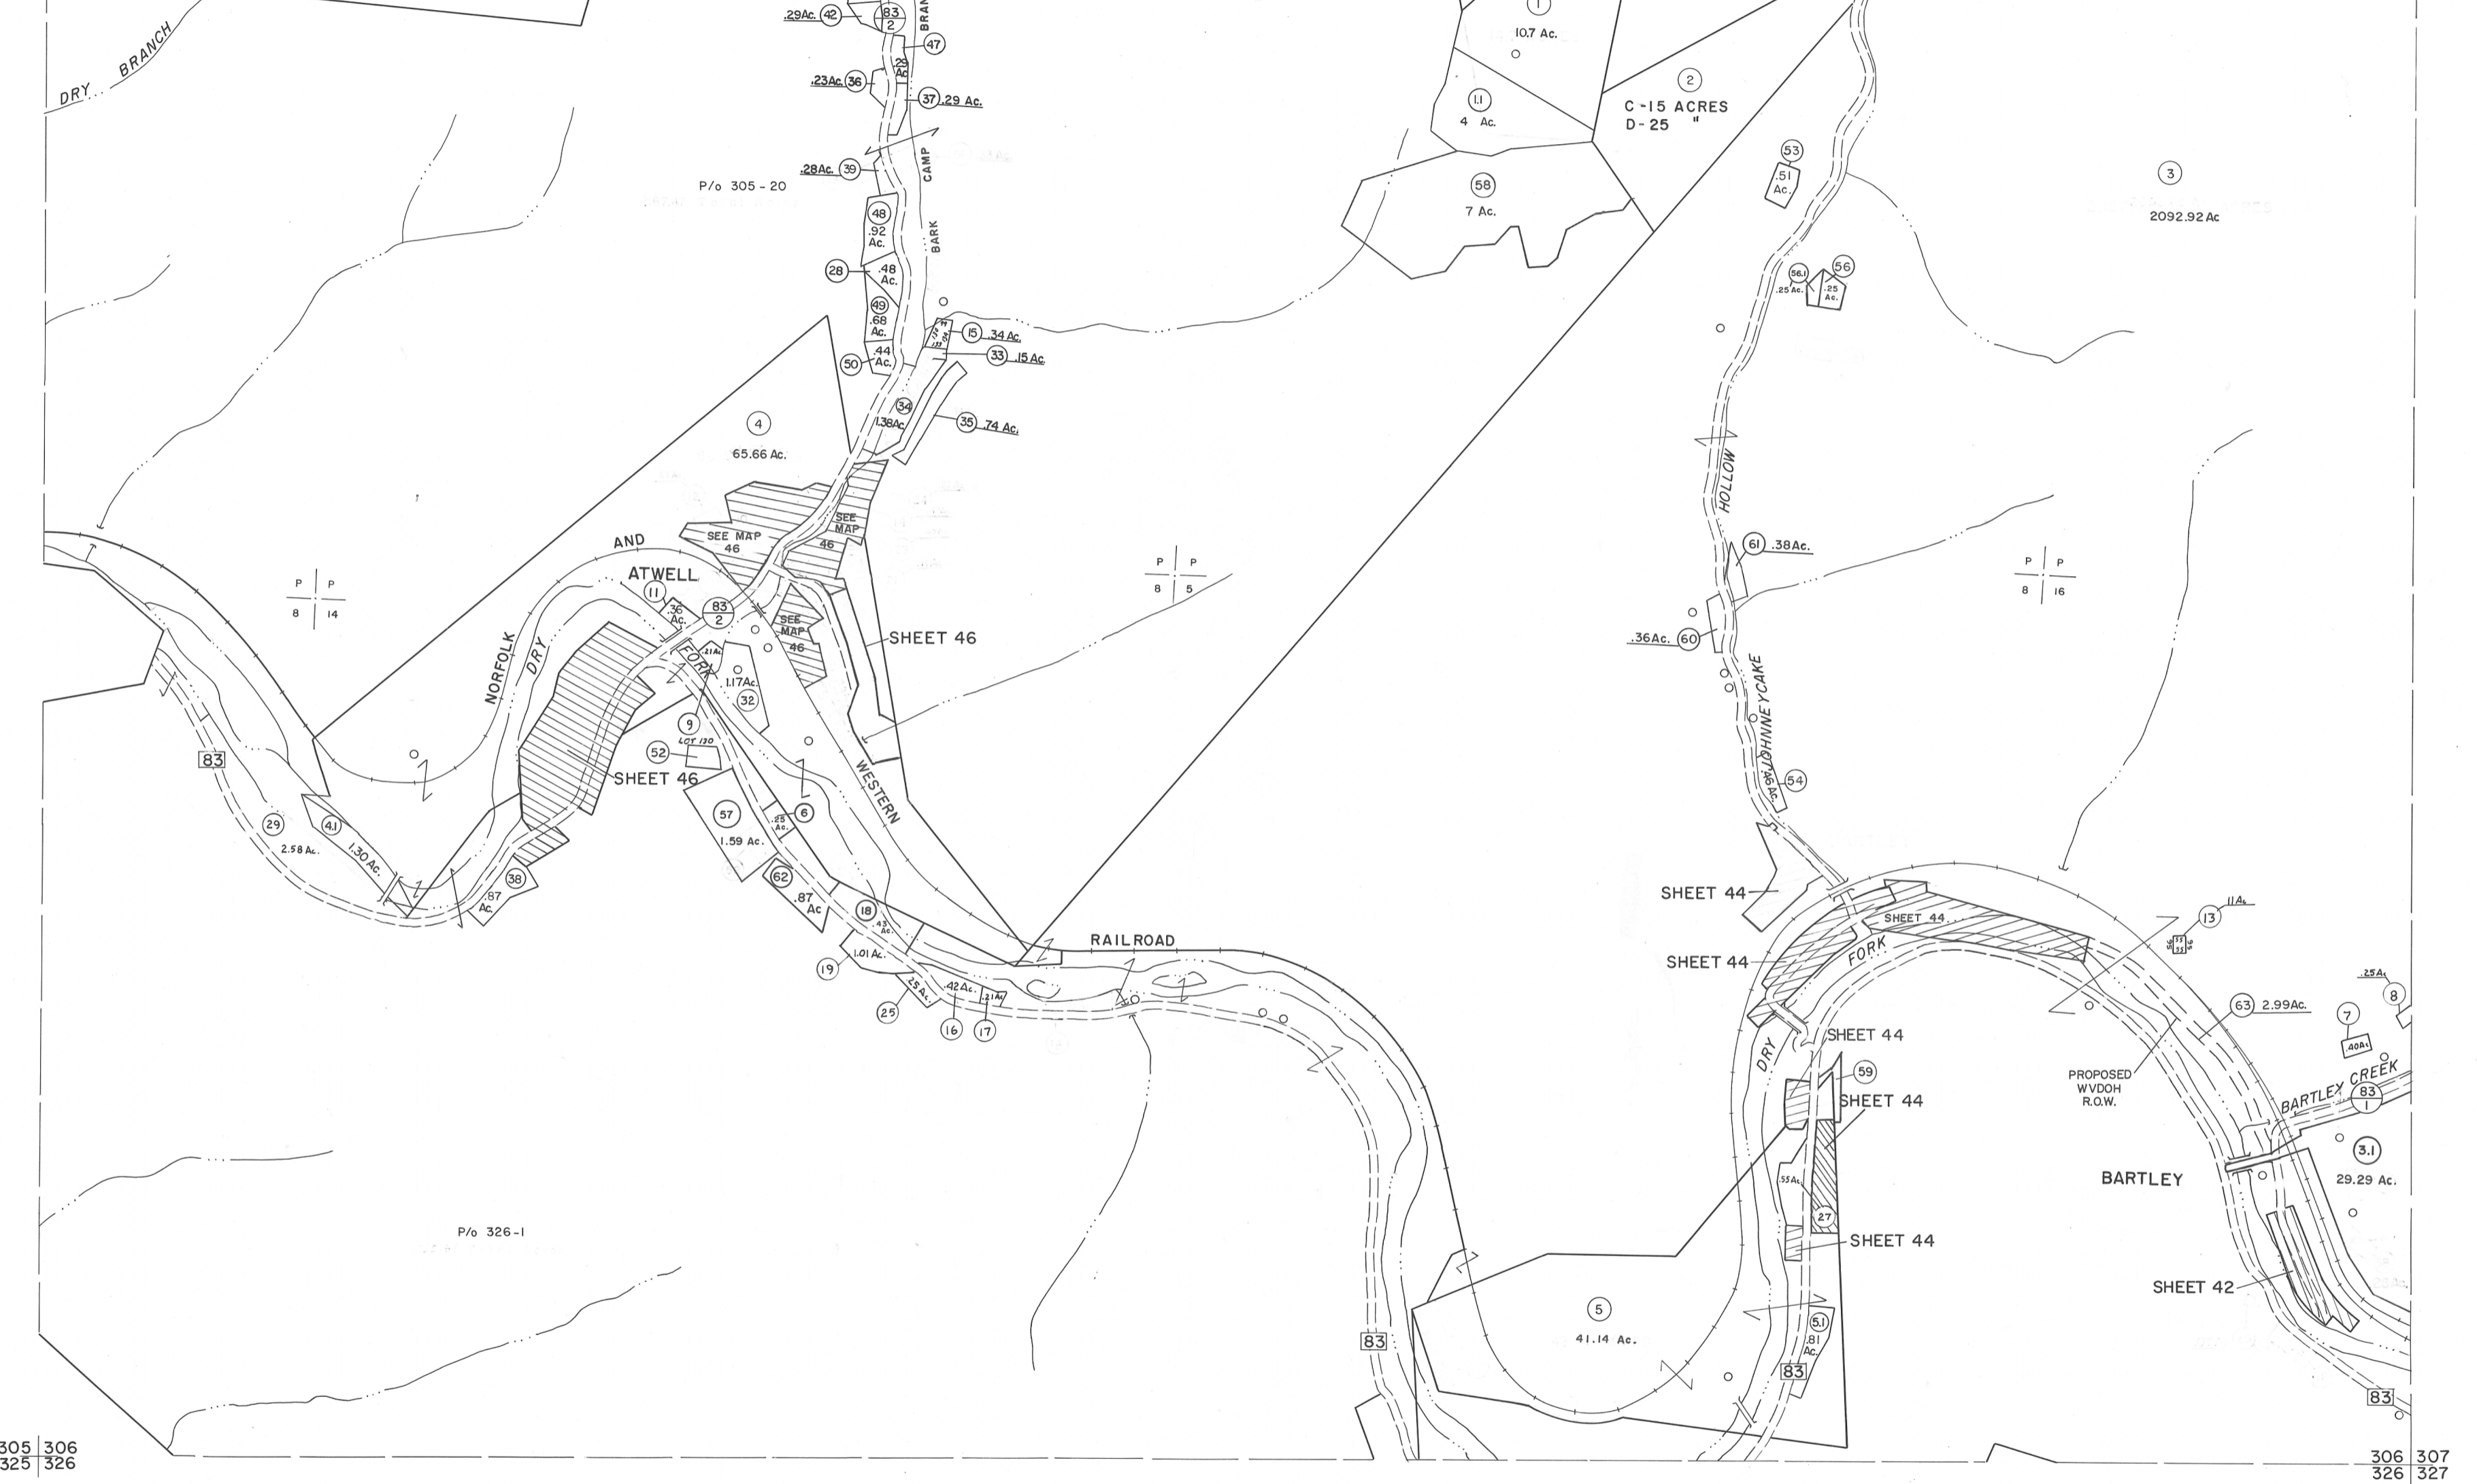 DRY BRANCH
.29Ac. 42
83
2
BRAN
47
.23Ac. 36
37 .29 Ac.
.28Ac. 39
CAMP
BARK
P/o 305-20
48
.92
Ac.
28
.48
Ac.
49
.68
Ac.
50
.44
Ac.
15 .34 Ac.
33 .15 Ac.
34
1.38Ac.
35 .74 Ac.
1
10.7 Ac.
1.1
4 Ac.
2
C-15 ACRES
D-25 "
58
7 Ac.
53
.51
Ac.
3
2092.92 Ac
56.1
.25 Ac.
56
.25
Ac.
4
65.66 Ac.
HOLLOW
SEE
MAP
46
SEE MAP
46
AND
ATWELL
11
.36
Ac.
83
2
SEE
MAP
46
SHEET 46
P P
8 14
P P
8 5
P P
8 16
61 .38Ac.
.36Ac. 60
JOHNNEYCAKE
NORFOLK
DRY
FORK
.21Ac
1.17Ac.
32
9
LOT 130
52
SHEET 46
WESTERN
83
29
2.58 Ac.
4.1
1.30 Ac.
57
1.59 Ac.
.25
Ac.
6
38
.87
Ac.
62
.87
Ac
18
.43
Ac.
19
1.01 Ac.
25
.25 Ac.
.42 Ac.
16
.21Ac
17
RAILROAD
54
SHEET 44
SHEET 44
SHEET 44
FORK
13
.11Ac
55
55
56
56
63 2.99Ac.
.25Ac
8
7
.40Ac
SHEET 44
DRY
59
SHEET 44
PROPOSED
WVDOH
R.O.W.
BARTLEY CREEK
83
1
3.1
29.29 Ac.
BARTLEY
.55Ac.
27
SHEET 44
SHEET 42
P/o 326-1
5
41.14 Ac.
5.1
.81
Ac.
83
83
83
305 306
325 326
306 307
326 327